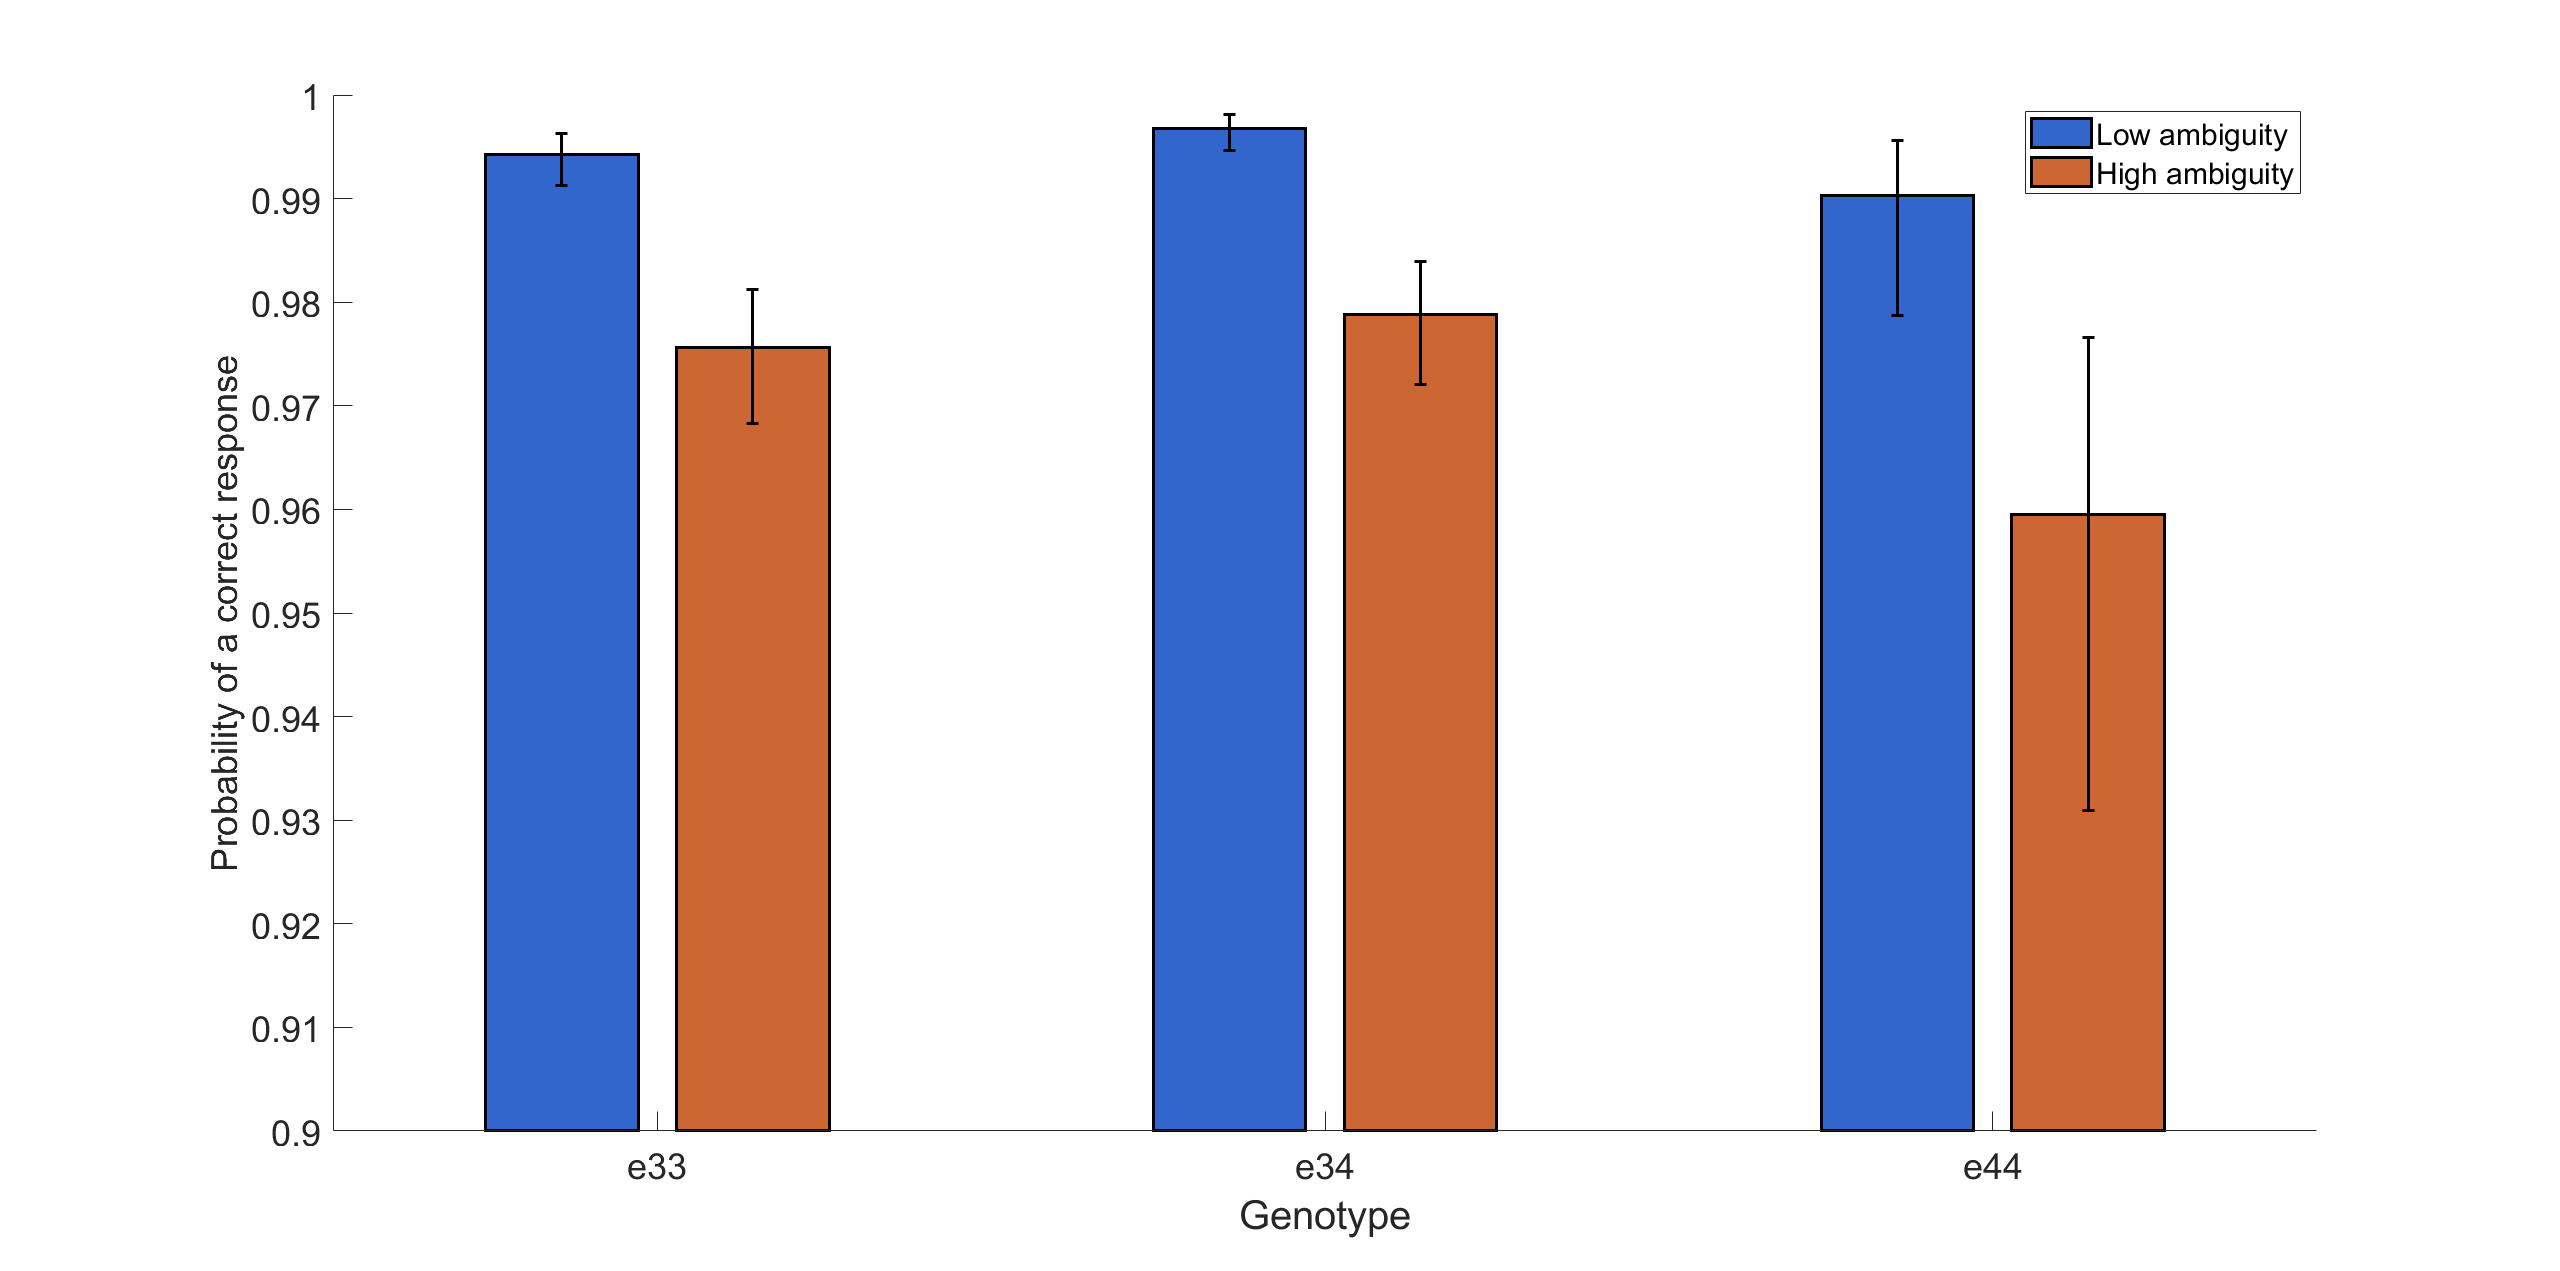 Probability of a correct response
1
0.99
0.98
0.97
0.96
0.95
0.94
0.93
0.92
0.91
0.9
Low ambiguity
High ambiguity
e33 e34 e44
Genotype